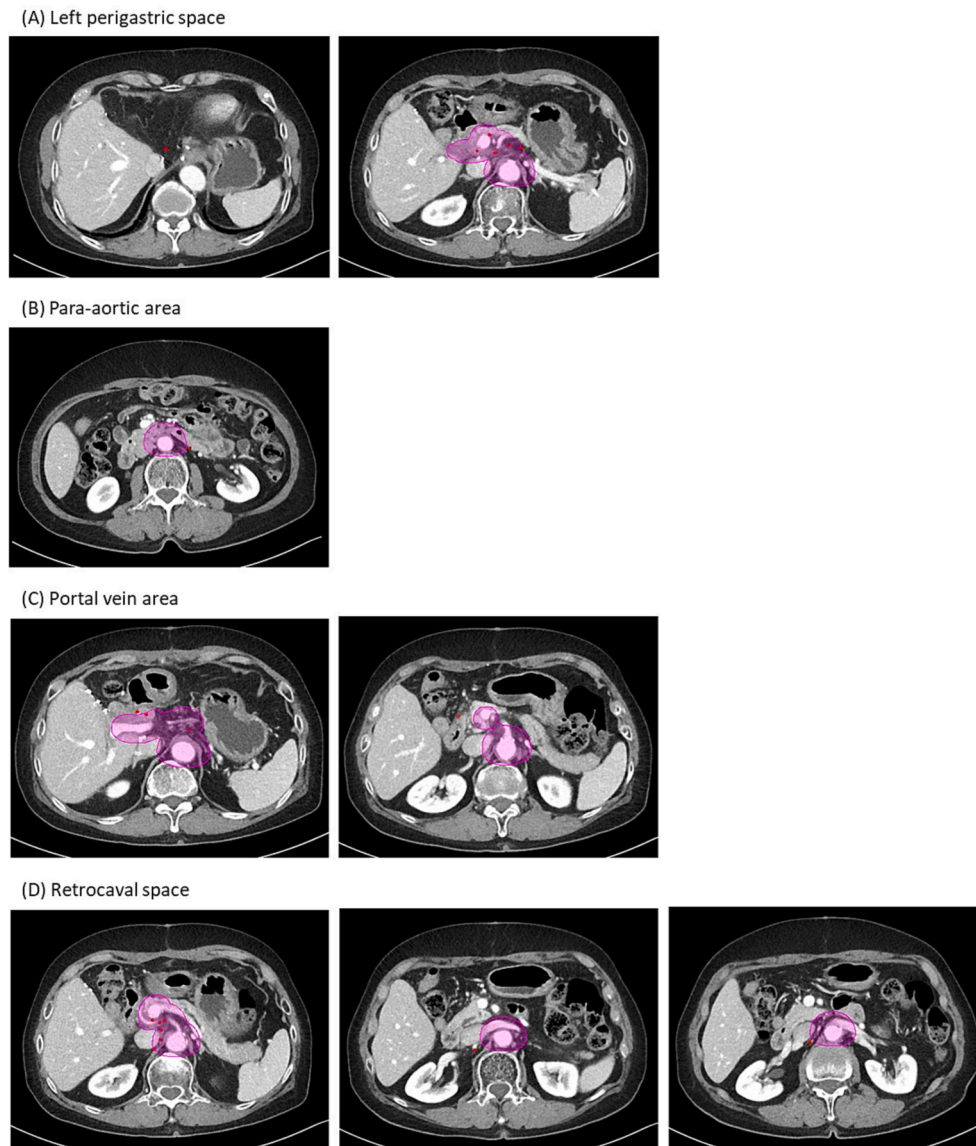 (A) Left perigastric space
(B) Para-aortic area
(C) Portal vein area
(D) Retrocaval space